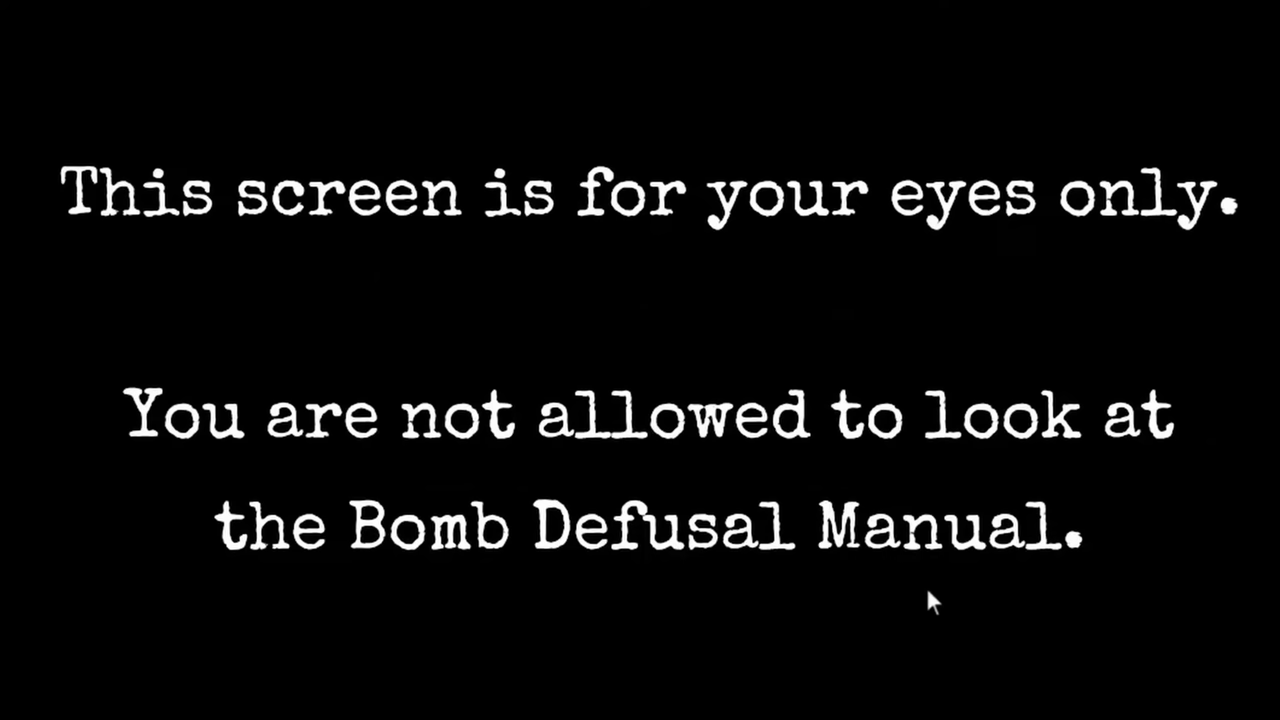 This screen is for your eyes only.
You are not allowed to look at
the Bomb Defusal Manual.